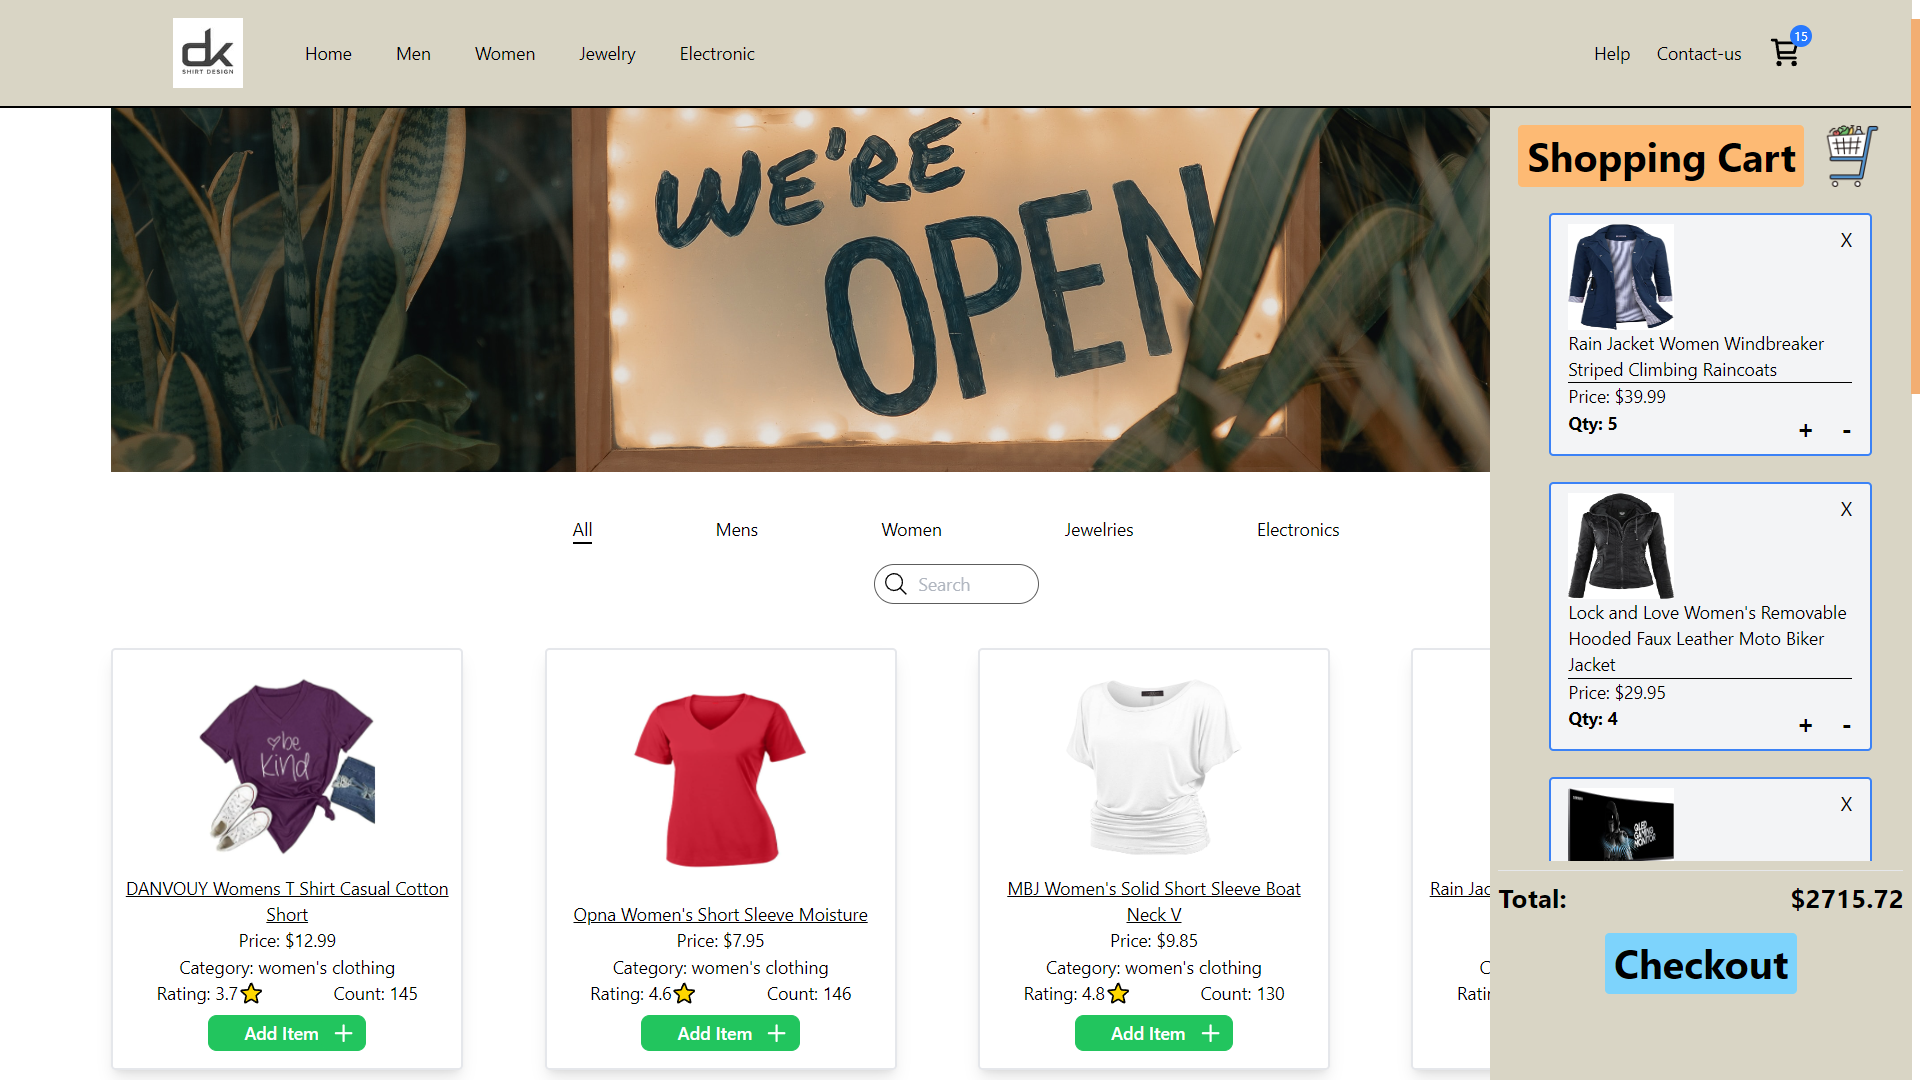 dk
SHIRT DESIGN
Home
Men
Women
Jewelry
Electronic
Help
Contact-us
15
WE'RE
OPEN
Shopping Cart
X
Rain Jacket Women Windbreaker
Striped Climbing Raincoats
Price: $39.99
Qty: 5
+
-
X
Lock and Love Women's Removable
Hooded Faux Leather Moto Biker
Jacket
Price: $29.95
Qty: 4
+
-
X
QLED
GAMING
MONITOR
Total:
$2715.72
Checkout
All
Mens
Women
Jewelries
Electronics
Search
be
kind
DANVOUY Womens T Shirt Casual Cotton
Short
Price: $12.99
Category: women's clothing
Rating: 3.7
Count: 145
Add Item +
Opna Women's Short Sleeve Moisture
Price: $7.95
Category: women's clothing
Rating: 4.6
Count: 146
Add Item +
MBJ Women's Solid Short Sleeve Boat
Neck V
Price: $9.85
Category: women's clothing
Rating: 4.8
Count: 130
Add Item +
Rain Jac
C
Ratin